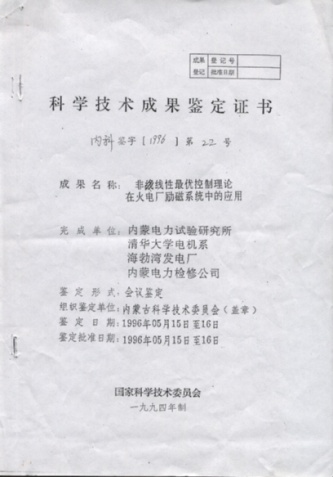 成果 登记号
登记 批准日期
科学技术成果鉴定证书
内科鉴字［1996］第22号
成果名称：非线性最优控制理论
在火电厂励磁系统中的应用
完成单位：内蒙电力试验研究所
清华大学电机系
海勃湾发电厂
内蒙电力检修公司
鉴定形式：会议鉴定
组织鉴定单位：内蒙古科学技术委员会（盖章）
鉴定日期：1996年05月15日至16日
鉴定批准日期：1996年05月15日至16日
国家科学技术委员会
一九九四年制